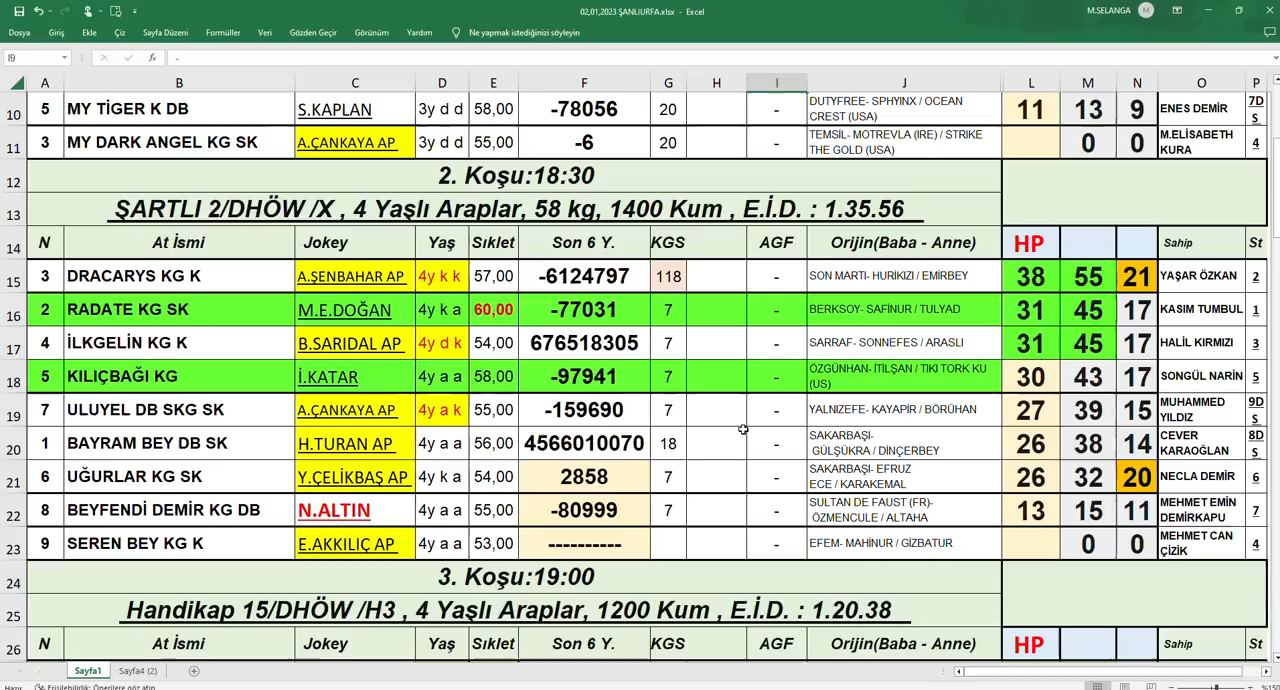 02,01,2023 ŞANLIURFA.xlsx - Excel
M.SELANGA M
Dosya Giriş Ekle Çiz Sayfa Düzeni Formüller Veri Gözden Geçir Görünüm Yardım Ne yapmak istediğinizi söyleyin
I9 fx -
A B C D E F G H I J L M N O P
10 5 MY TİGER K DB S.KAPLAN 3y d d 58,00 -78056 20 - DUTYFREE- SPHYINX / OCEAN CREST (USA) 11 13 9 ENES DEMİR 7D S
11 3 MY DARK ANGEL KG SK A.ÇANKAYA AP 3y d d 55,00 -6 20 - TEMSİL- MOTREVLA (IRE) / STRIKE THE GOLD (USA) 0 0 M.ELİSABETH KURA 4
12 2. Koşu:18:30
13 ŞARTLI 2/DHÖW /X , 4 Yaşlı Araplar, 58 kg, 1400 Kum , E.İ.D. : 1.35.56
14 N At İsmi Jokey Yaş Sıklet Son 6 Y. KGS AGF Orijin(Baba - Anne) HP Sahip St
15 3 DRACARYS KG K A.ŞENBAHAR AP 4y k k 57,00 -6124797 118 - SON MARTI- HURİKIZI / EMİRBEY 38 55 21 YAŞAR ÖZKAN 2
16 2 RADATE KG SK M.E.DOĞAN 4y k a 60,00 -77031 7 - BERKSOY- SAFİNUR / TULYAD 31 45 17 KASIM TUMBUL 1
17 4 İLKGELİN KG K B.SARIDAL AP 4y d k 54,00 676518305 7 - SARRAF- SONNEFES / ARASLI 31 45 17 HALİL KIRMIZI 3
18 5 KILIÇBAĞI KG İ.KATAR 4y a a 58,00 -97941 7 - ÖZGÜNHAN- İTİLŞAN / TIKI TORK KU (US) 30 43 17 SONGÜL NARİN 5
19 7 ULUYEL DB SKG SK A.ÇANKAYA AP 4y a k 55,00 -159690 7 - YALNIZEFE- KAYAPİR / BÖRÜHAN 27 39 15 MUHAMMED YILDIZ 9D S
20 1 BAYRAM BEY DB SK H.TURAN AP 4y a a 56,00 4566010070 18 - SAKARBAŞI- GÜLŞÜKRA / DİNÇERBEY 26 38 14 CEVER KARAOĞLAN 8D S
21 6 UĞURLAR KG SK Y.ÇELİKBAŞ AP 4y k a 54,00 2858 7 - SAKARBAŞI- EFRUZ ECE / KARAKEMAL 26 32 20 NECLA DEMİR 6
22 8 BEYFENDİ DEMİR KG DB N.ALTIN 4y a a 55,00 -80999 7 - SULTAN DE FAUST (FR)- ÖZMENCULE / ALTAHA 13 15 11 MEHMET EMİN DEMİRKAPU 7
23 9 SEREN BEY KG K E.AKKILIÇ AP 4y a a 53,00 ---------- - EFEM- MAHİNUR / GİZBATUR 0 0 MEHMET CAN ÇİZİK 4
24 3. Koşu:19:00
25 Handikap 15/DHÖW /H3 , 4 Yaşlı Araplar, 1200 Kum , E.İ.D. : 1.20.38
26 N At İsmi Jokey Yaş Sıklet Son 6 Y. KGS AGF Orijin(Baba - Anne) HP Sahip St
Sayfa1 Sayfa4 (2)
Hazır Erişilebilirlik: Önerilere göz atın %150